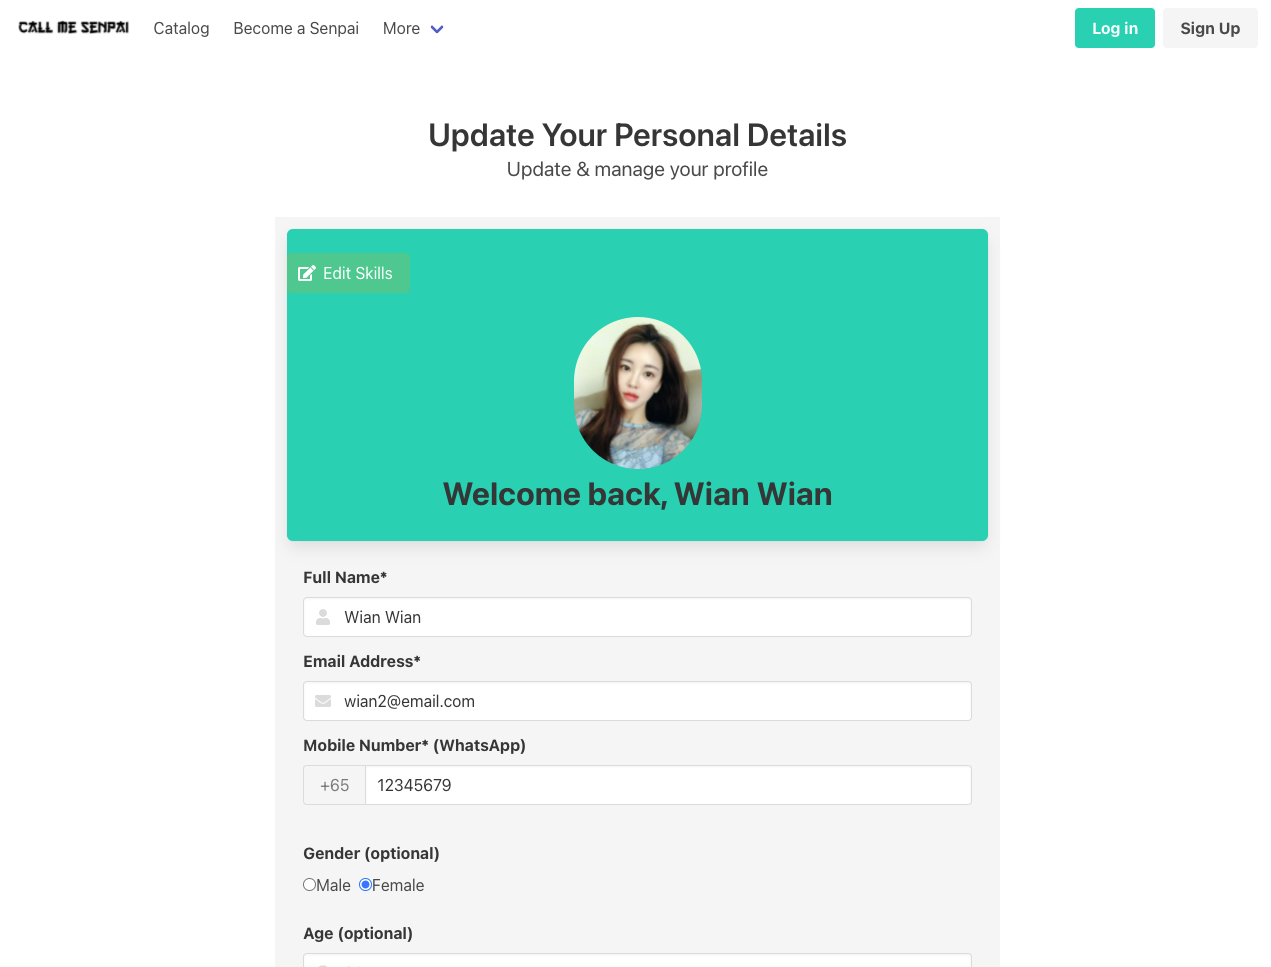 CALL ME SENPAI
Catalog
Become a Senpai
More
Log in
Sign Up
Update Your Personal Details
Update & manage your profile
Edit Skills
Welcome back, Wian Wian
Full Name*
Wian Wian
Email Address*
wian2@email.com
Mobile Number* (WhatsApp)
+65 12345679
Gender (optional)
Male Female
Age (optional)